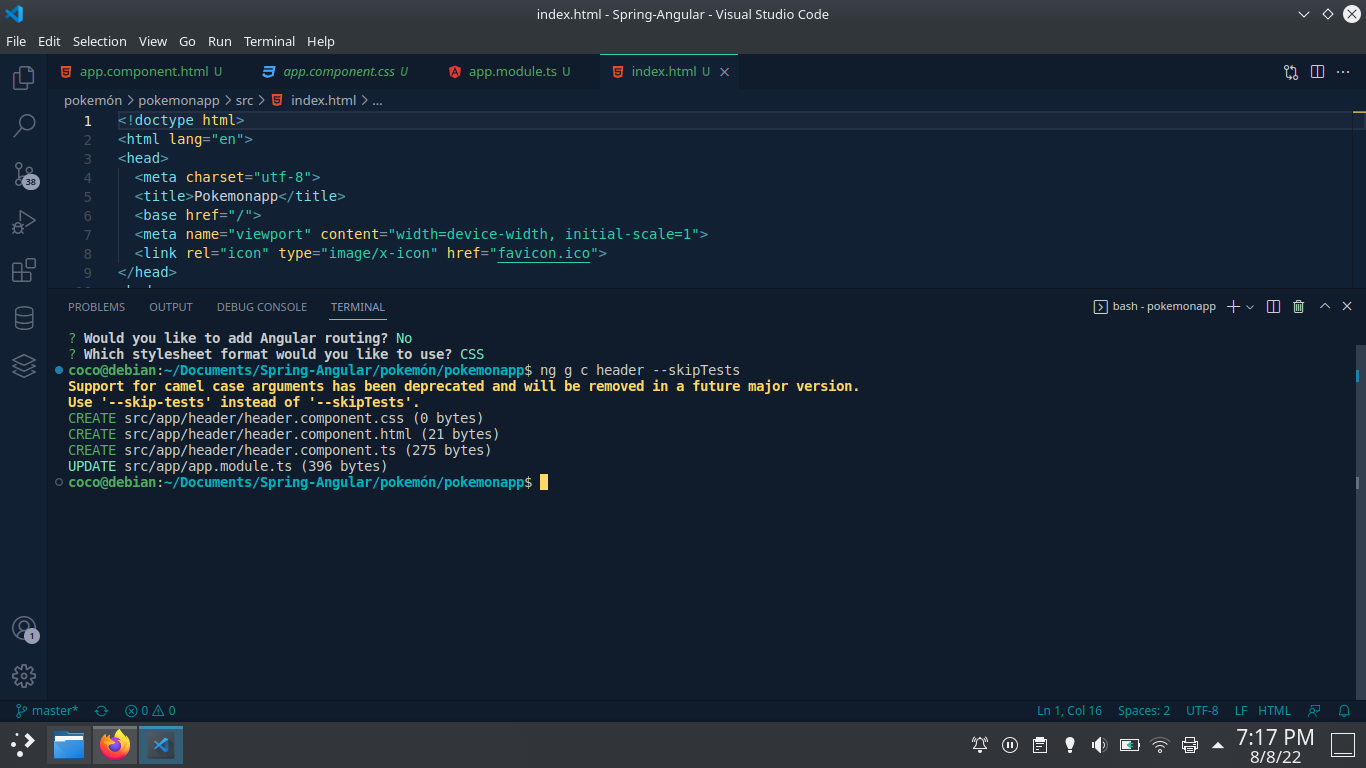 index.html - Spring-Angular - Visual Studio Code
File Edit Selection View Go Run Terminal Help
app.component.html U app.component.css U app.module.ts U index.html U
pokemón > pokemonapp > src > index.html > ...
1 <!doctype html>
2 <html lang="en">
3 <head>
4 <meta charset="utf-8">
5 <title>Pokemonapp</title>
6 <base href="/">
7 <meta name="viewport" content="width=device-width, initial-scale=1">
8 <link rel="icon" type="image/x-icon" href="favicon.ico">
9 </head>
38
PROBLEMS OUTPUT DEBUG CONSOLE TERMINAL bash - pokemonapp
? Would you like to add Angular routing? No
? Which stylesheet format would you like to use? CSS
coco@debian:~/Documents/Spring-Angular/pokemón/pokemonapp$ ng g c header --skipTests
Support for camel case arguments has been deprecated and will be removed in a future major version.
Use '--skip-tests' instead of '--skipTests'.
CREATE src/app/header/header.component.css (0 bytes)
CREATE src/app/header/header.component.html (21 bytes)
CREATE src/app/header/header.component.ts (275 bytes)
UPDATE src/app/app.module.ts (396 bytes)
coco@debian:~/Documents/Spring-Angular/pokemón/pokemonapp$
1
master* 0 0 Ln 1, Col 16 Spaces: 2 UTF-8 LF HTML
7:17 PM
8/8/22